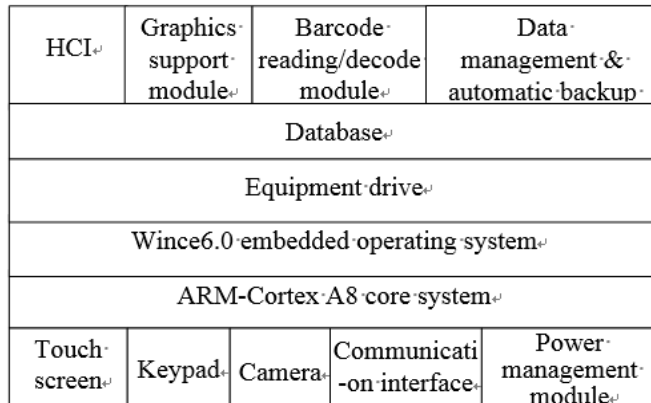 HCI
Graphics
support
module
Barcode
reading/decode
module
Data
management &
automatic backup
Database
Equipment drive
Wince6.0 embedded operating system
ARM-Cortex A8 core system
Touch
screen
Keypad
Camera
Communicati
-on interface
Power
management
module